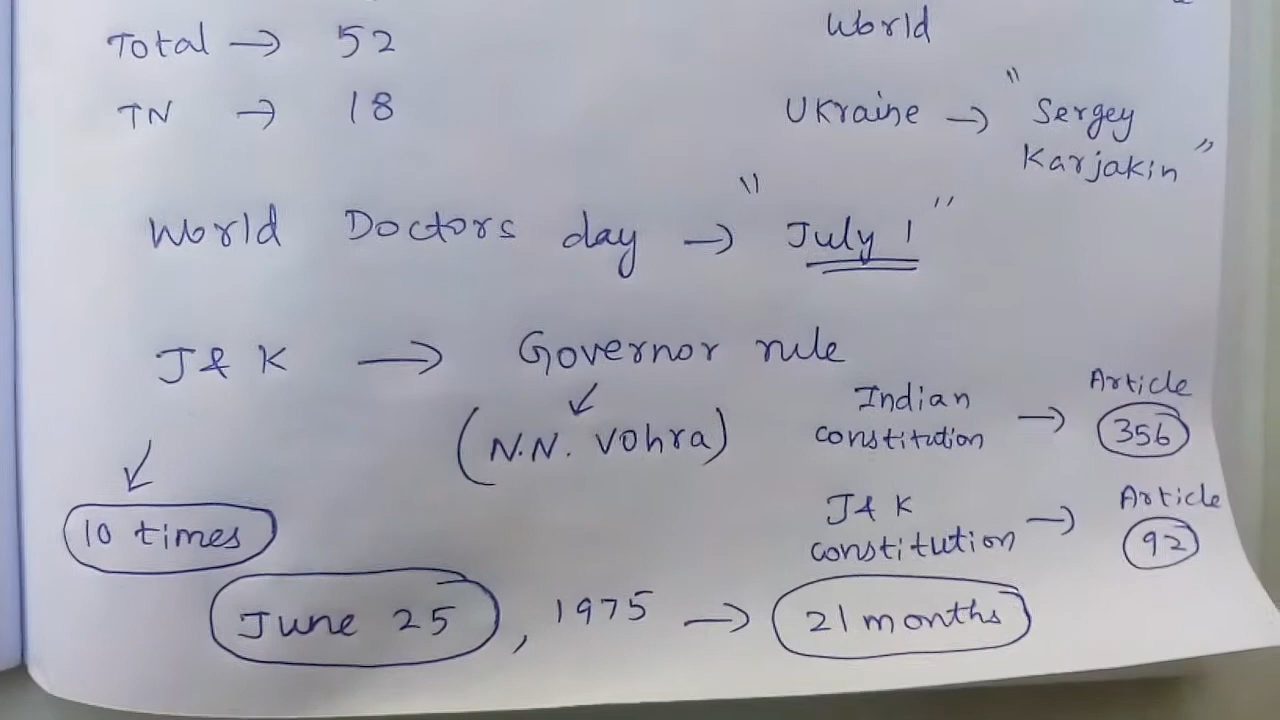 Total → 52
World
TN → 18
Ukraine → "Sergey
Karjakin"
World Doctors day → "July 1"
J & K → Governor rule
(N.N. Vohra)
Indian
constitution → Article
356
10 times
J & K
constitution → Article
92
June 25, 1975 → 21 months